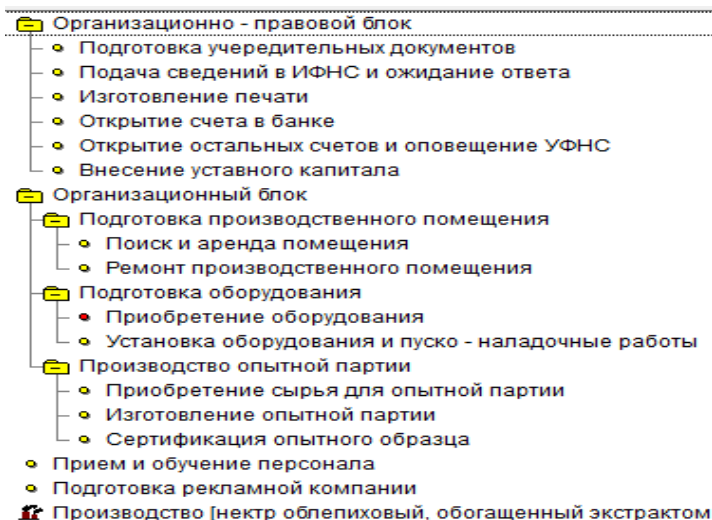 Организационно - правовой блок
Подготовка учередительных документов
Подача сведений в ИФНС и ожидание ответа
Изготовление печати
Открытие счета в банке
Открытие остальных счетов и оповещение УФНС
Внесение уставного капитала
Организационный блок
Подготовка производственного помещения
Поиск и аренда помещения
Ремонт производственного помещения
Подготовка оборудования
Приобретение оборудования
Установка оборудования и пуско - наладочные работы
Производство опытной партии
Приобретение сырья для опытной партии
Изготовление опытной партии
Сертификация опытного образца
Прием и обучение персонала
Подготовка рекламной компании
Производство [нектр облепиховый, обогащенный экстрактом